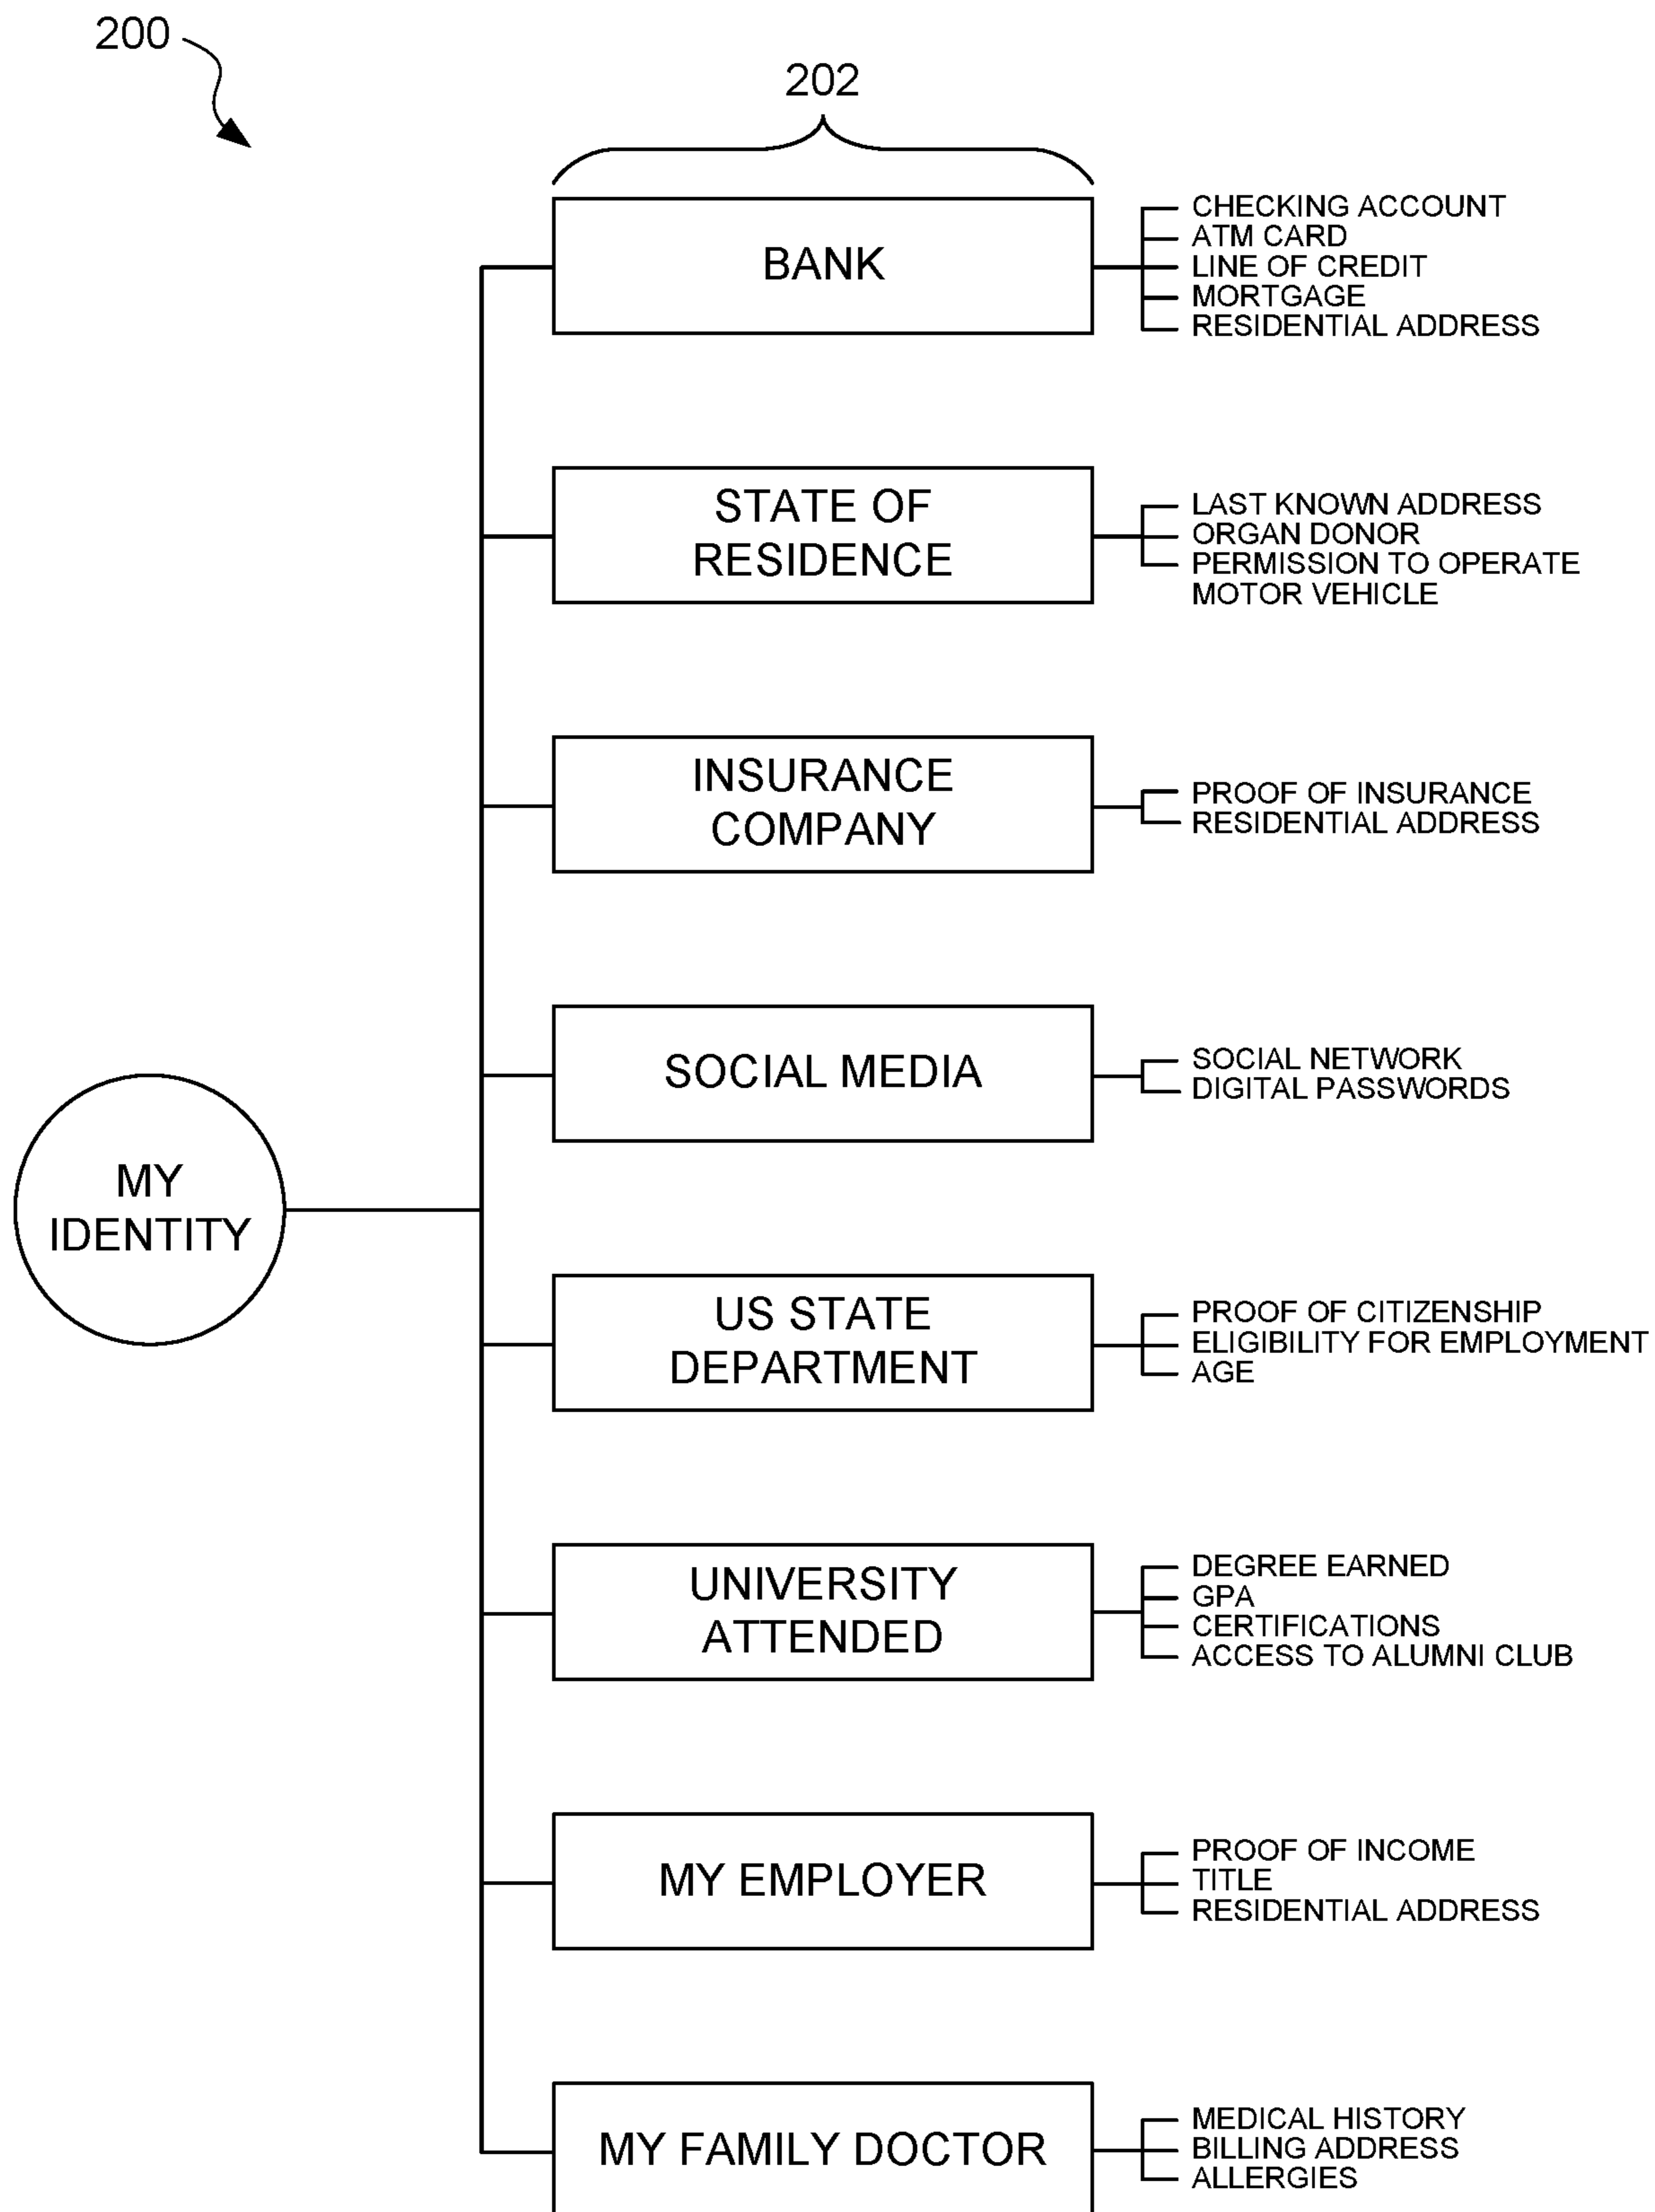 200
202
BANK
CHECKING ACCOUNT
ATM CARD
LINE OF CREDIT
MORTGAGE
RESIDENTIAL ADDRESS
STATE OF
RESIDENCE
LAST KNOWN ADDRESS
ORGAN DONOR
PERMISSION TO OPERATE
MOTOR VEHICLE
INSURANCE
COMPANY
PROOF OF INSURANCE
RESIDENTIAL ADDRESS
SOCIAL MEDIA
SOCIAL NETWORK
DIGITAL PASSWORDS
MY
IDENTITY
US STATE
DEPARTMENT
PROOF OF CITIZENSHIP
ELIGIBILITY FOR EMPLOYMENT
AGE
UNIVERSITY
ATTENDED
DEGREE EARNED
GPA
CERTIFICATIONS
ACCESS TO ALUMNI CLUB
MY EMPLOYER
PROOF OF INCOME
TITLE
RESIDENTIAL ADDRESS
MY FAMILY DOCTOR
MEDICAL HISTORY
BILLING ADDRESS
ALLERGIES